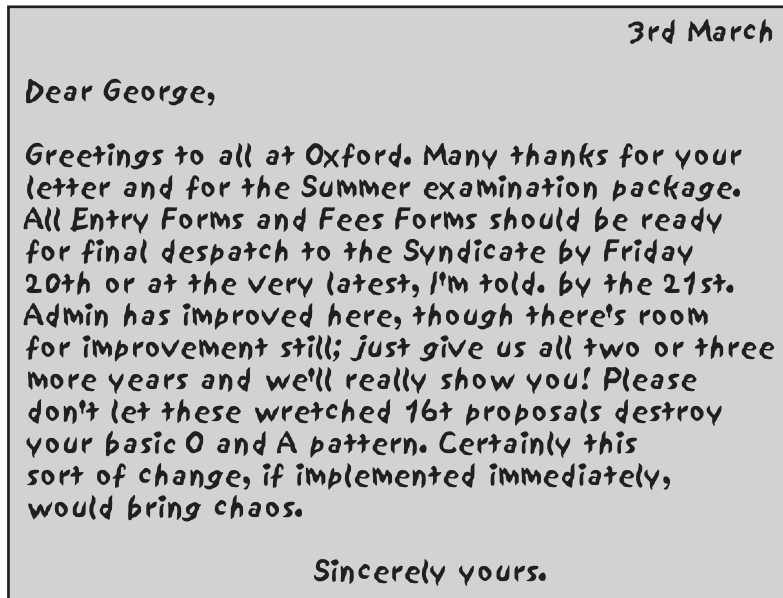 3rd March
Dear George,
Greetings to all at Oxford. Many thanks for your
letter and for the Summer examination package.
All Entry Forms and Fees Forms should be ready
for final despatch to the Syndicate by Friday
20th or at the very latest, I'm told. by the 21st.
Admin has improved here, though there's room
for improvement still; just give us all two or three
more years and we'll really show you! Please
don't let these wretched 16t proposals destroy
your basic O and A pattern. Certainly this
sort of change, if implemented immediately,
would bring chaos.
Sincerely yours.